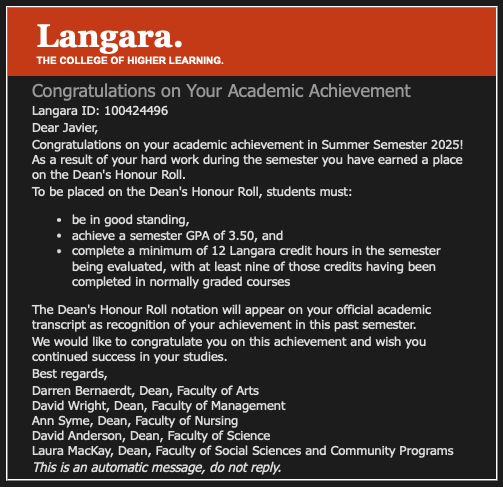 Langara.
THE COLLEGE OF HIGHER LEARNING.
Congratulations on Your Academic Achievement
Langara ID: 100424496
Dear Javier,
Congratulations on your academic achievement in Summer Semester 2025!
As a result of your hard work during the semester you have earned a place
on the Dean's Honour Roll.
To be placed on the Dean's Honour Roll, students must:
• be in good standing,
• achieve a semester GPA of 3.50, and
• complete a minimum of 12 Langara credit hours in the semester
being evaluated, with at least nine of those credits having been
completed in normally graded courses
The Dean's Honour Roll notation will appear on your official academic
transcript as recognition of your achievement in this past semester.
We would like to congratulate you on this achievement and wish you
continued success in your studies.
Best regards,
Darren Bernaerdt, Dean, Faculty of Arts
David Wright, Dean, Faculty of Management
Ann Syme, Dean, Faculty of Nursing
David Anderson, Dean, Faculty of Science
Laura MacKay, Dean, Faculty of Social Sciences and Community Programs
This is an automatic message, do not reply.